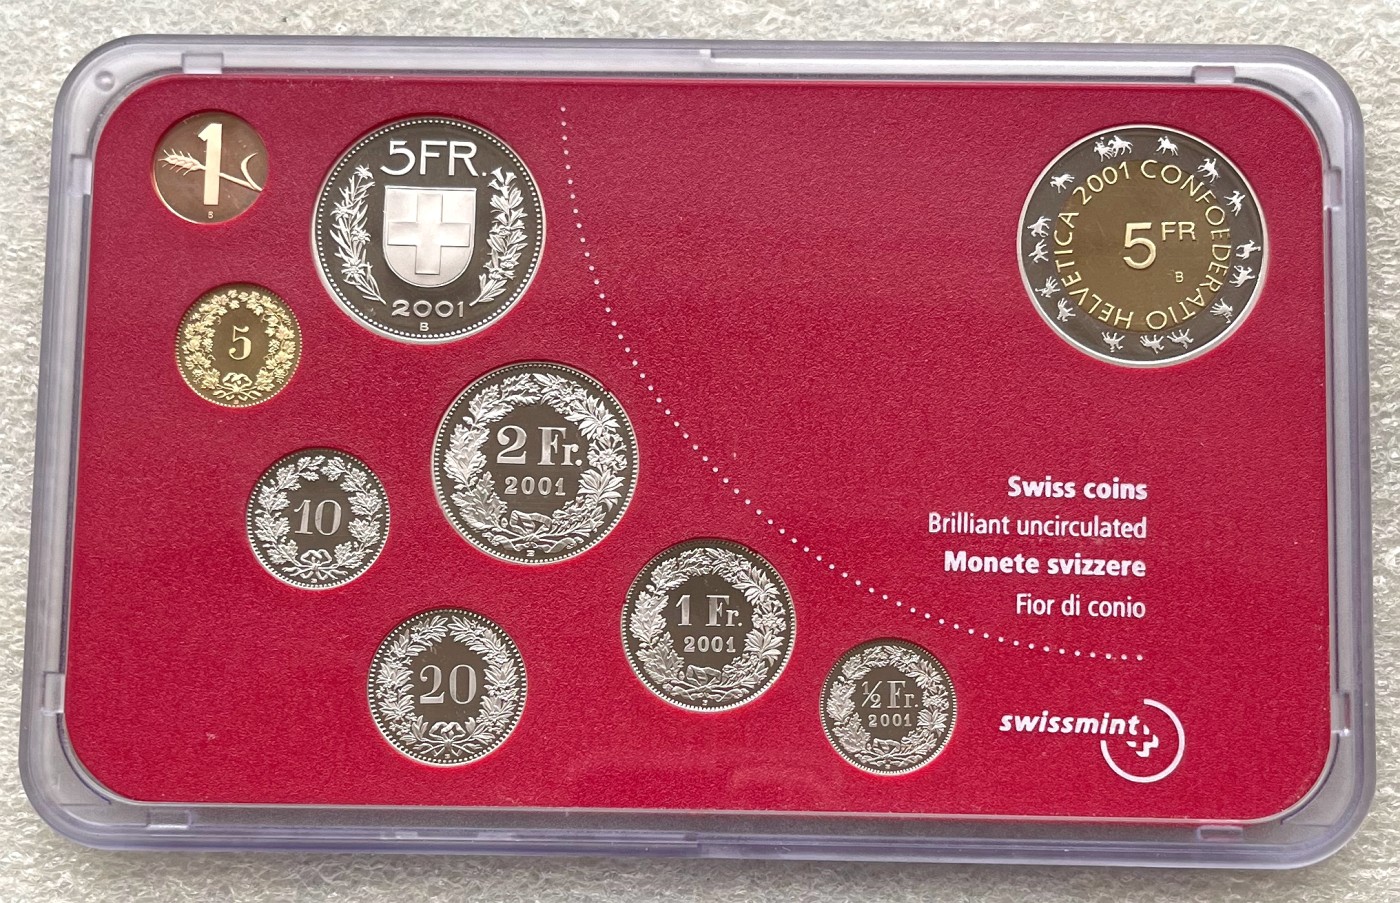 1
B
5FR.
2001
B
5
2 Fr.
2001
B
10
20
1 Fr.
2001
B
½ Fr.
2001
B
CONFOEDERATIO HELVETICA 2001
5 FR
B
Swiss coins
Brilliant uncirculated
Monete svizzere
Fior di conio
swissmint